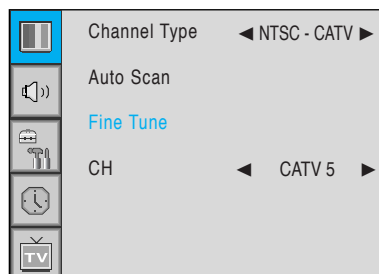 Channel Type ◀ NTSC - CATV ▶
Auto Scan
Fine Tune
CH ◀ CATV 5 ▶
TV